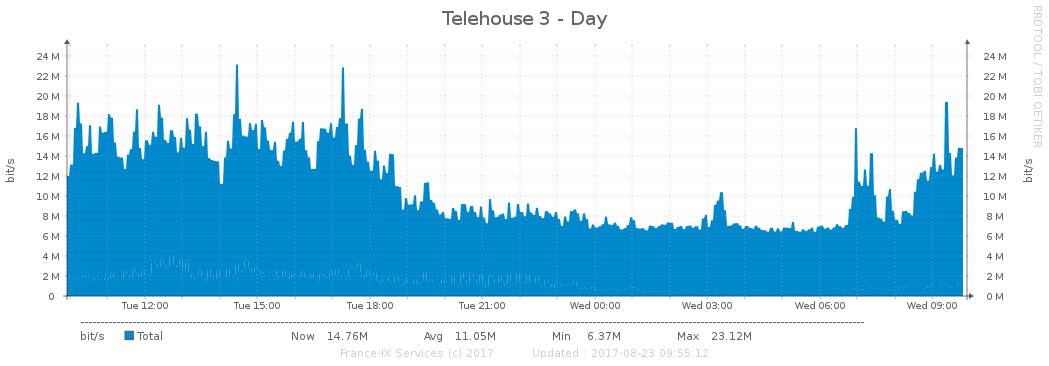 Telehouse 3 - Day
RRDTOOL / TOBI OETIKER
bit/s
24 M 24 M
22 M 22 M
20 M 20 M
18 M 18 M
16 M 16 M
14 M 14 M
12 M 12 M
10 M 10 M
8 M 8 M
6 M 6 M
4 M 4 M
2 M 2 M
0 0 M
bit/s
Tue 12:00 Tue 15:00 Tue 18:00 Tue 21:00 Wed 00:00 Wed 03:00 Wed 06:00 Wed 09:00
bit/s Total Now 14.76M Avg 11.05M Min 6.37M Max 23.12M
France-IX Services (c) 2017 Updated : 2017-08-23 09:55:12